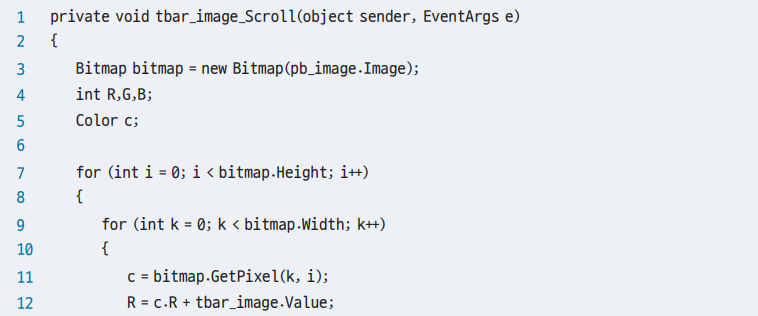 1 private void tbar_image_Scroll(object sender, EventArgs e)
2 {
3 Bitmap bitmap = new Bitmap(pb_image.Image);
4 int R,G,B;
5 Color c;
6
7 for (int i = 0; i < bitmap.Height; i++)
8 {
9 for (int k = 0; k < bitmap.Width; k++)
10 {
11 c = bitmap.GetPixel(k, i);
12 R = c.R + tbar_image.Value;